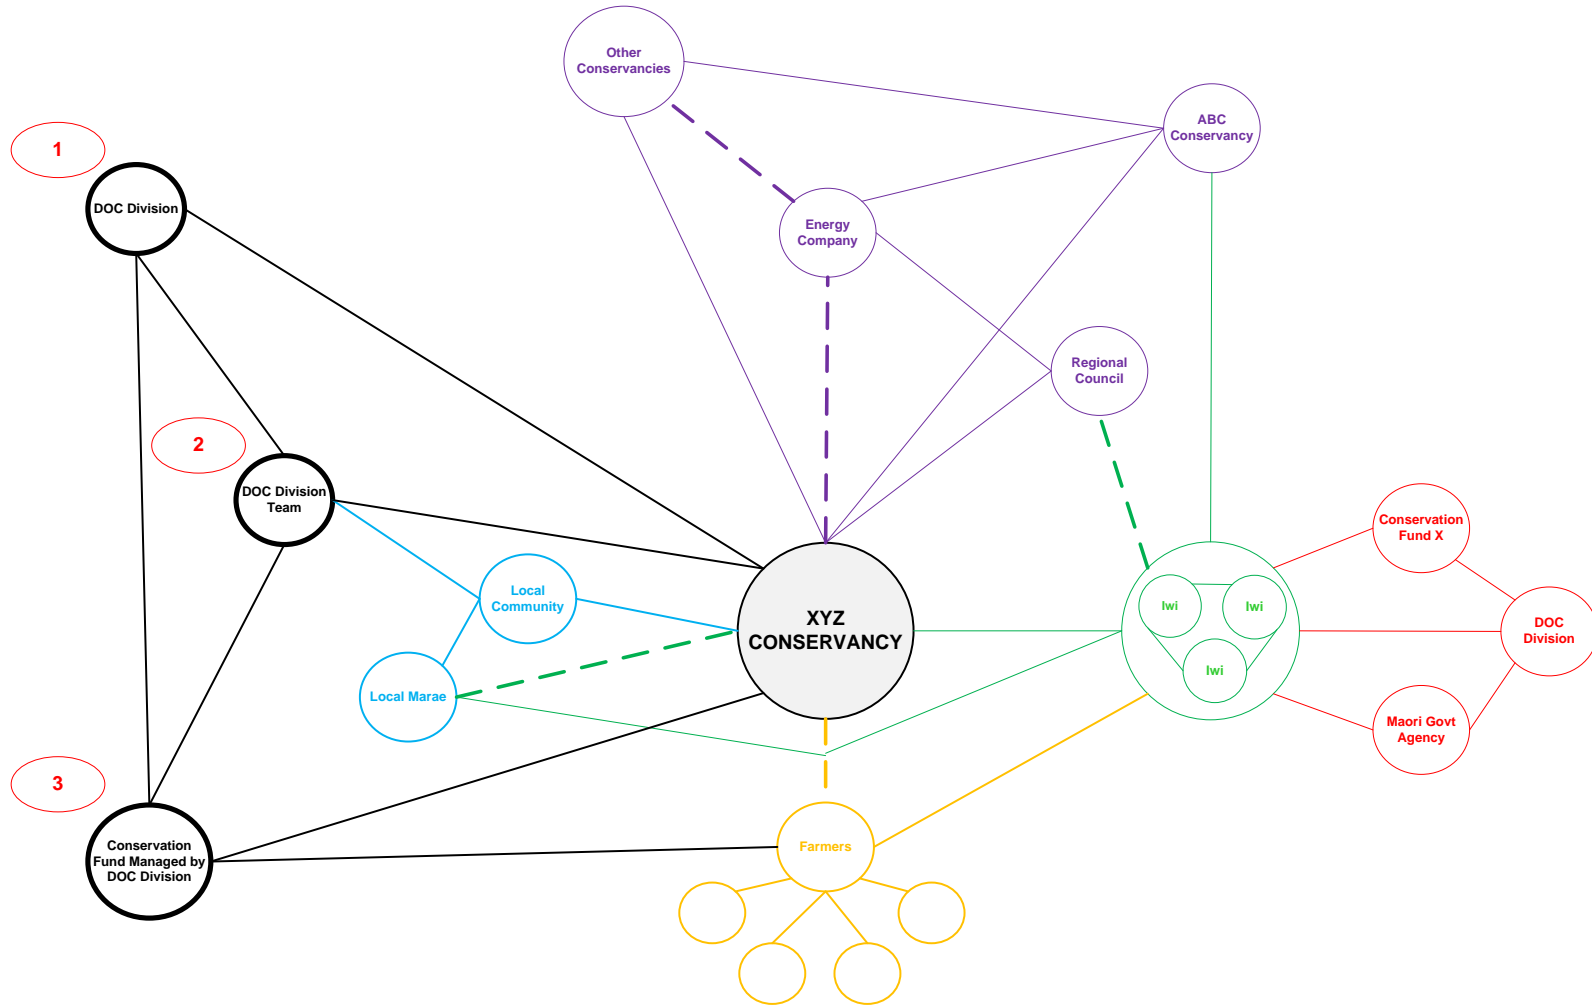 Other
Conservancies
ABC
Conservancy
1
DOC Division
Energy
Company
Regional
Council
2
DOC Division
Team
Conservation
Fund X
Local
Community
XYZ
CONSERVANCY
Iwi
Iwi
Iwi
DOC
Division
Local Marae
Maori Govt
Agency
3
Conservation
Fund Managed by
DOC Division
Farmers